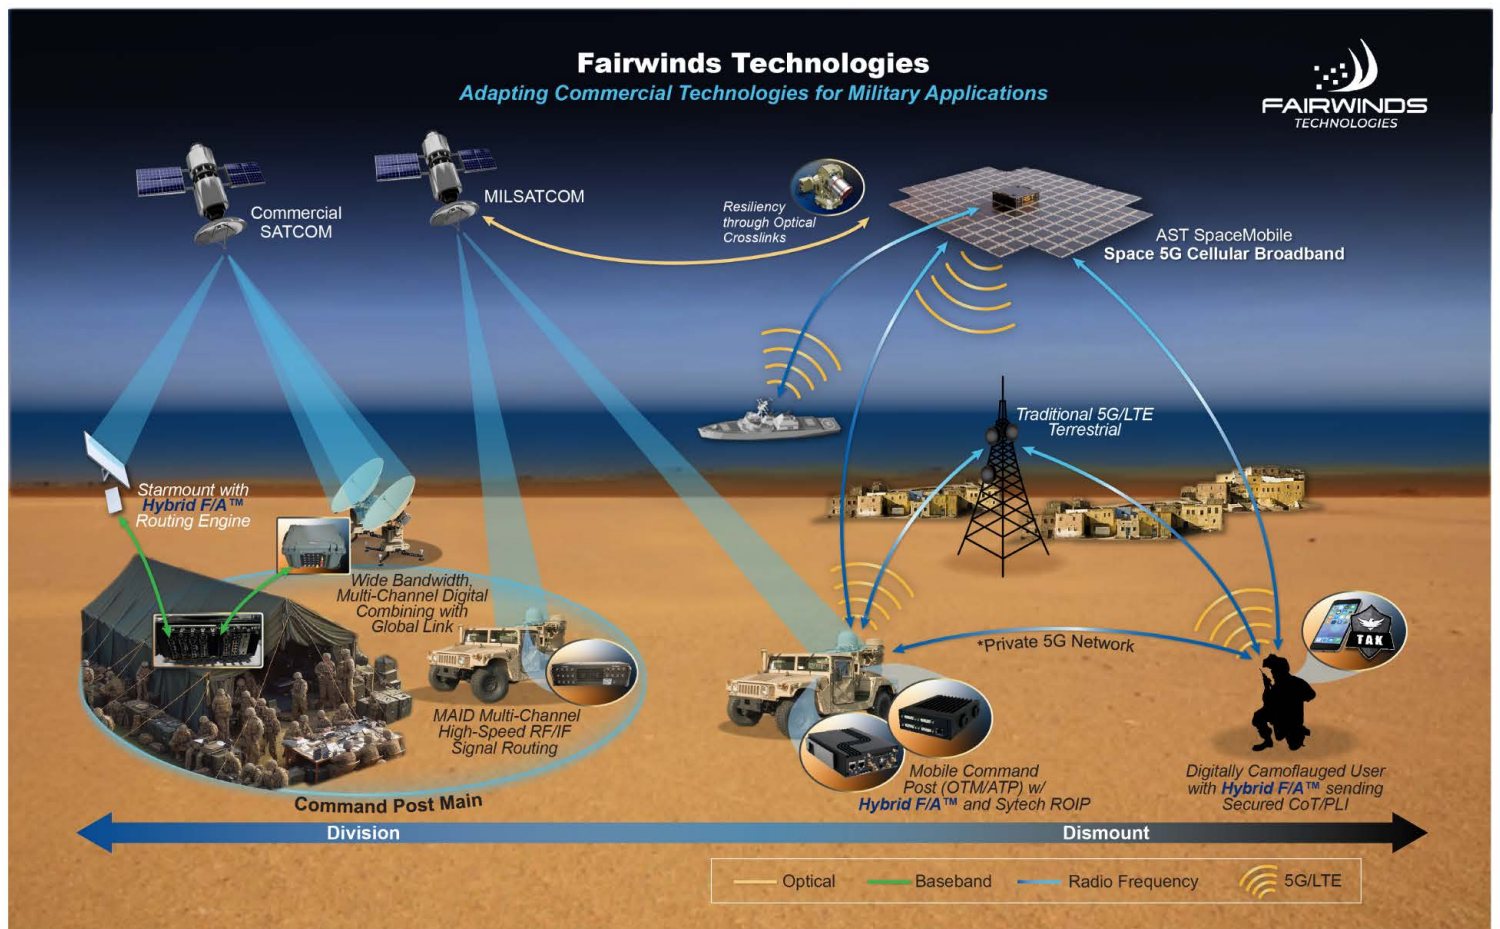 Fairwinds Technologies
Adapting Commercial Technologies for Military Applications
FAIRWINDS
TECHNOLOGIES
Commercial
SATCOM
MILSATCOM
Resiliency
through Optical
Crosslinks
AST SpaceMobile
Space 5G Cellular Broadband
Traditional 5G/LTE
Terrestrial
Starmount with
Hybrid F/A™
Routing Engine
Wide Bandwidth,
Multi-Channel Digital
Combining with
Global Link
MAID Multi-Channel
High-Speed RF/IF
Signal Routing
Command Post Main
*Private 5G Network
TAK
Mobile Command
Post (OTM/ATP) w/
Hybrid F/A™ and Sytech ROIP
Digitally Camoflauged User
with Hybrid F/A™ sending
Secured CoT/PLI
Division
Dismount
Optical
Baseband
Radio Frequency
5G/LTE